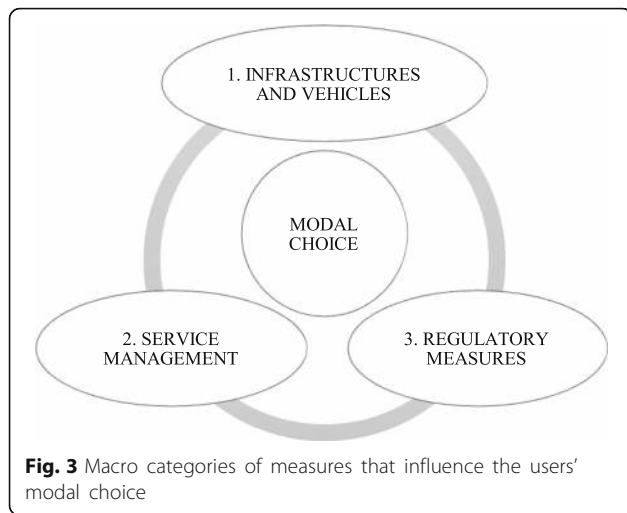 1. INFRASTRUCTURES
AND VEHICLES
MODAL
CHOICE
2. SERVICE
MANAGEMENT
3. REGULATORY
MEASURES
Fig. 3 Macro categories of measures that influence the users’
modal choice